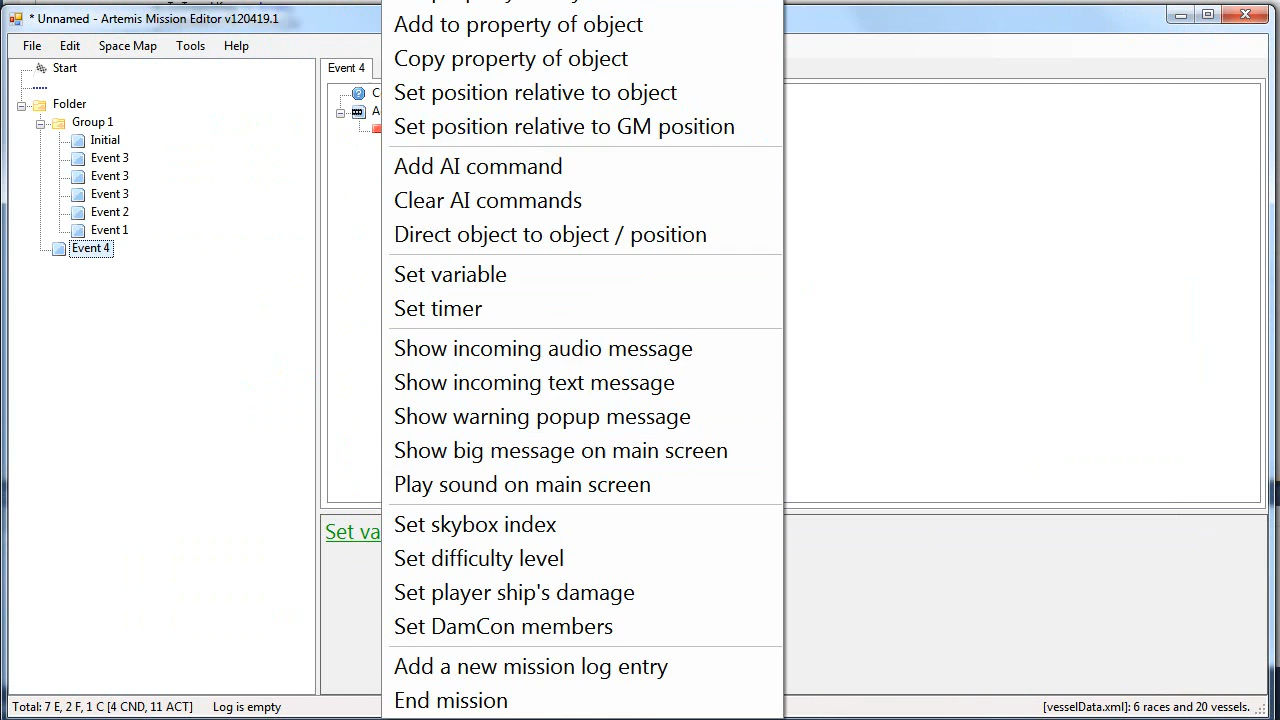 * Unnamed - Artemis Mission Editor v120419.1
File Edit Space Map Tools Help
Start
Folder
Group 1
Initial
Event 3
Event 3
Event 3
Event 2
Event 1
Event 4
Event 4
Add to property of object
Copy property of object
Set position relative to object
Set position relative to GM position
Add AI command
Clear AI commands
Direct object to object / position
Set variable
Set timer
Show incoming audio message
Show incoming text message
Show warning popup message
Show big message on main screen
Play sound on main screen
Set skybox index
Set difficulty level
Set player ship's damage
Set DamCon members
Add a new mission log entry
End mission
Set va
Total: 7 E, 2 F, 1 C [4 CND, 11 ACT] Log is empty
[vesselData.xml]: 6 races and 20 vessels.